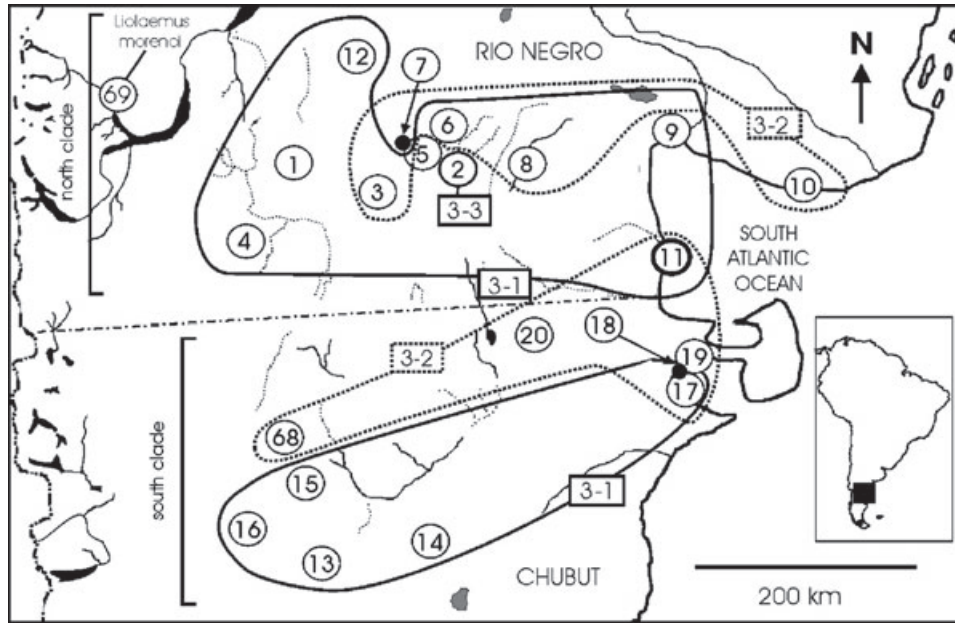 Liolaemus
morenoi
69
north clade
12
7
RIO NEGRO
N
6
5
2
8
9
3-2
10
1
3
3-3
4
11
SOUTH
ATLANTIC
OCEAN
3-1
20
18
19
17
3-2
68
south clade
15
16
13
14
3-1
CHUBUT
200 km